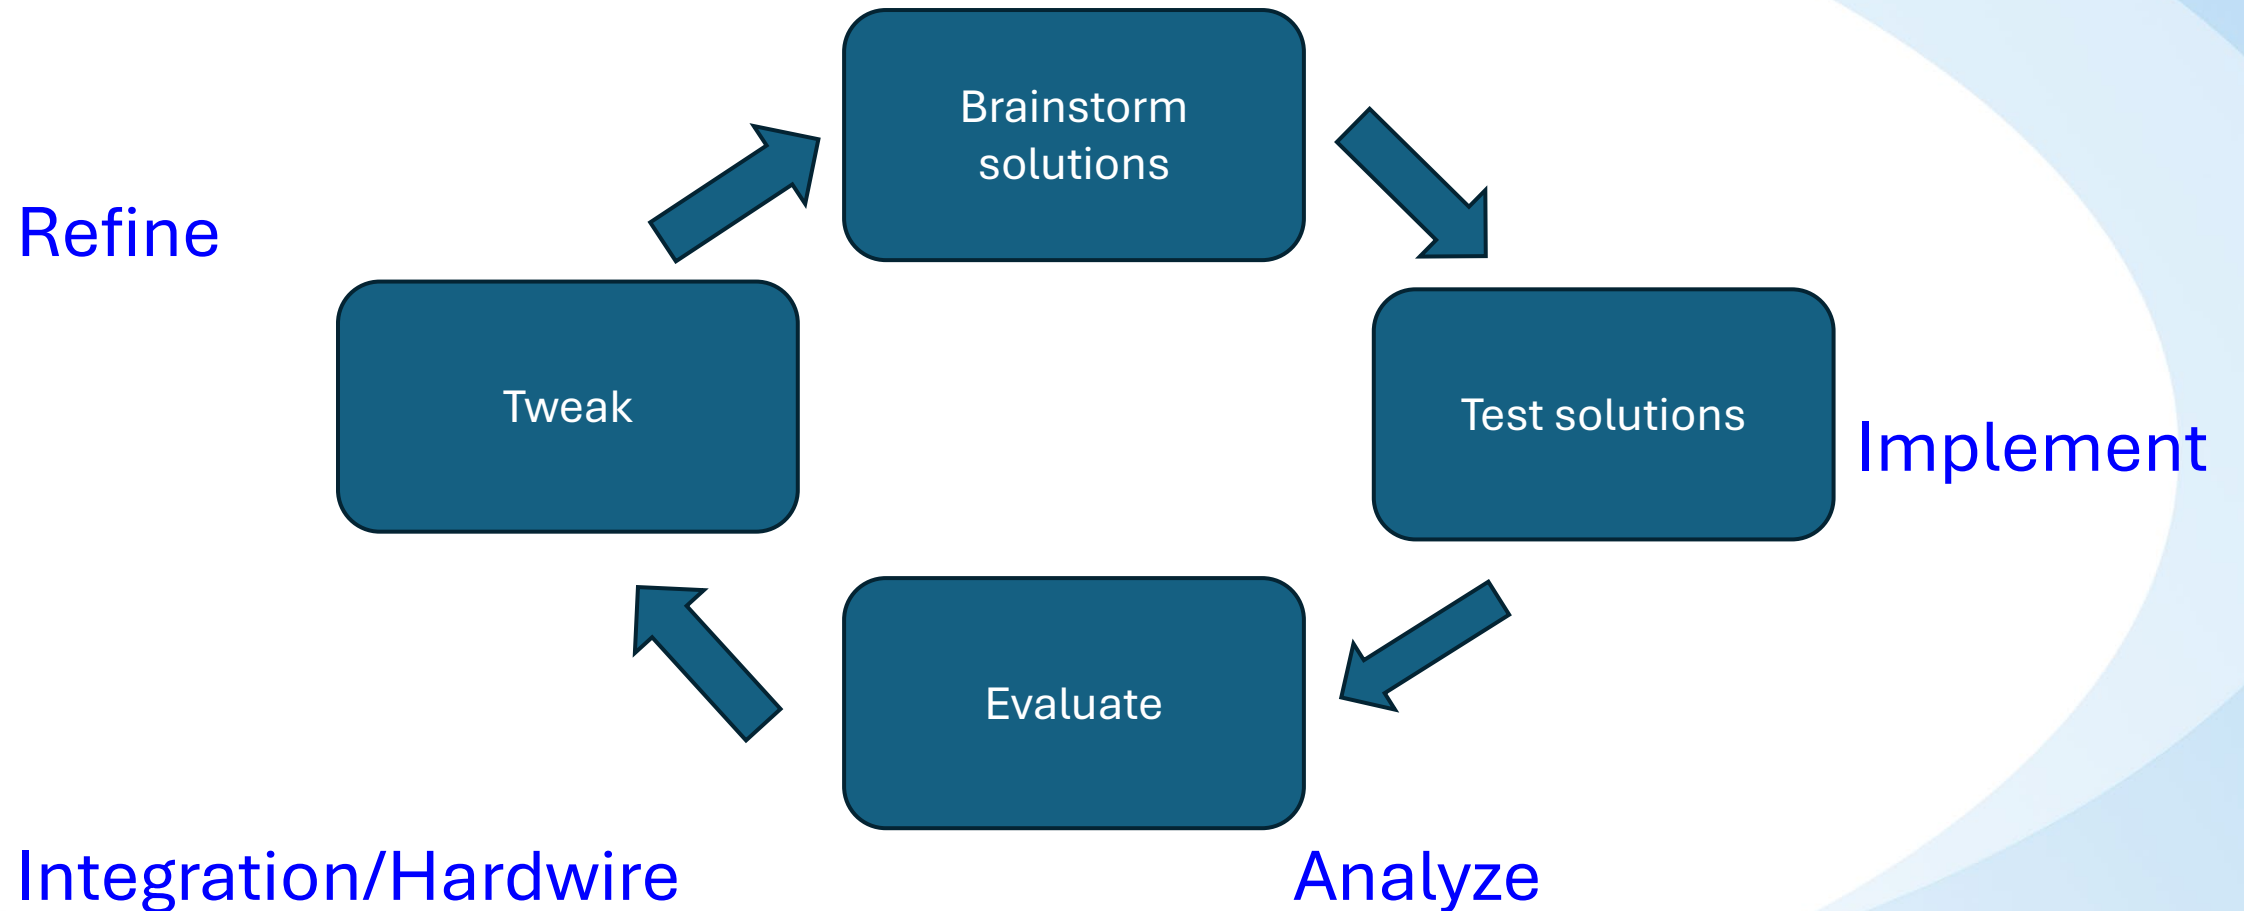 Brainstorm
solutions
Refine
Tweak
Test solutions
Implement
Evaluate
Integration/Hardwire
Analyze